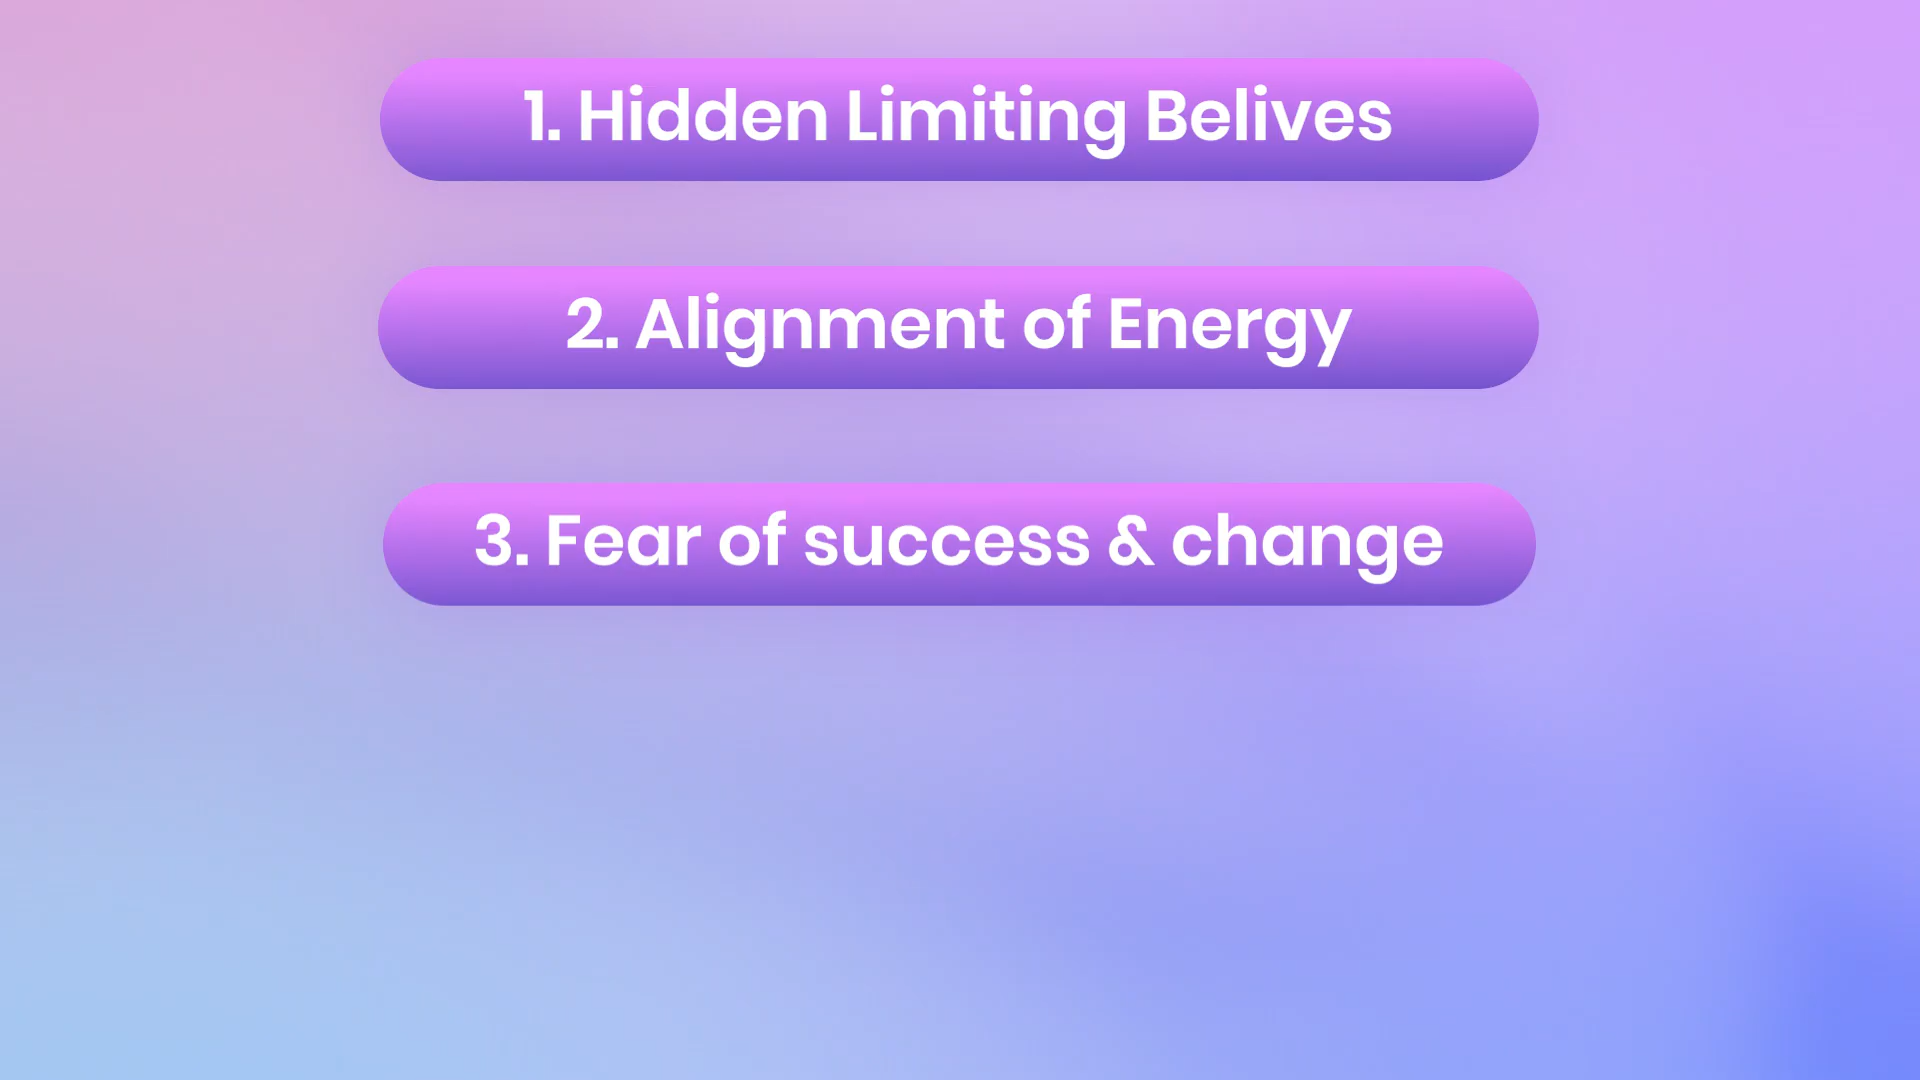 1. Hidden Limiting Belives
2. Alignment of Energy
3. Fear of success & change